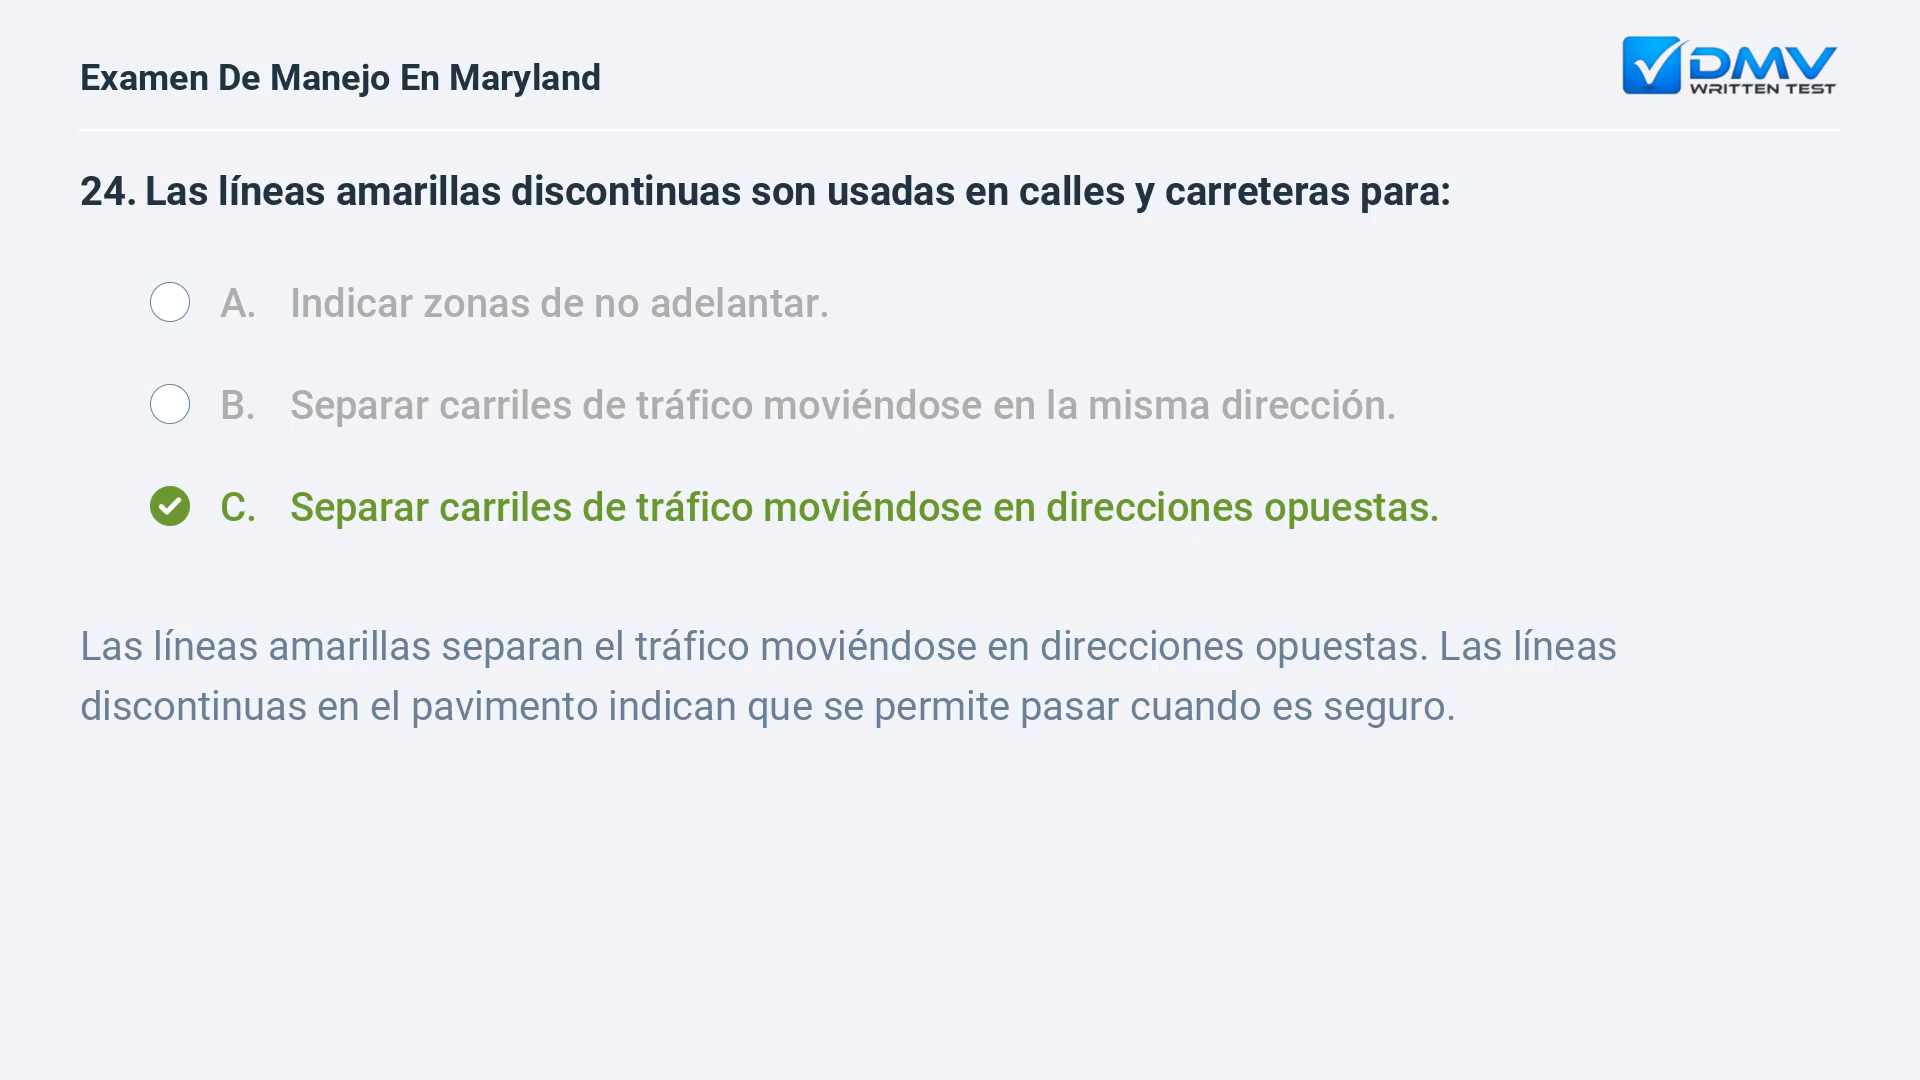 Examen De Manejo En Maryland
DMV
WRITTEN TEST
24. Las líneas amarillas discontinuas son usadas en calles y carreteras para:
A. Indicar zonas de no adelantar.
B. Separar carriles de tráfico moviéndose en la misma dirección.
C. Separar carriles de tráfico moviéndose en direcciones opuestas.
Las líneas amarillas separan el tráfico moviéndose en direcciones opuestas. Las líneas
discontinuas en el pavimento indican que se permite pasar cuando es seguro.